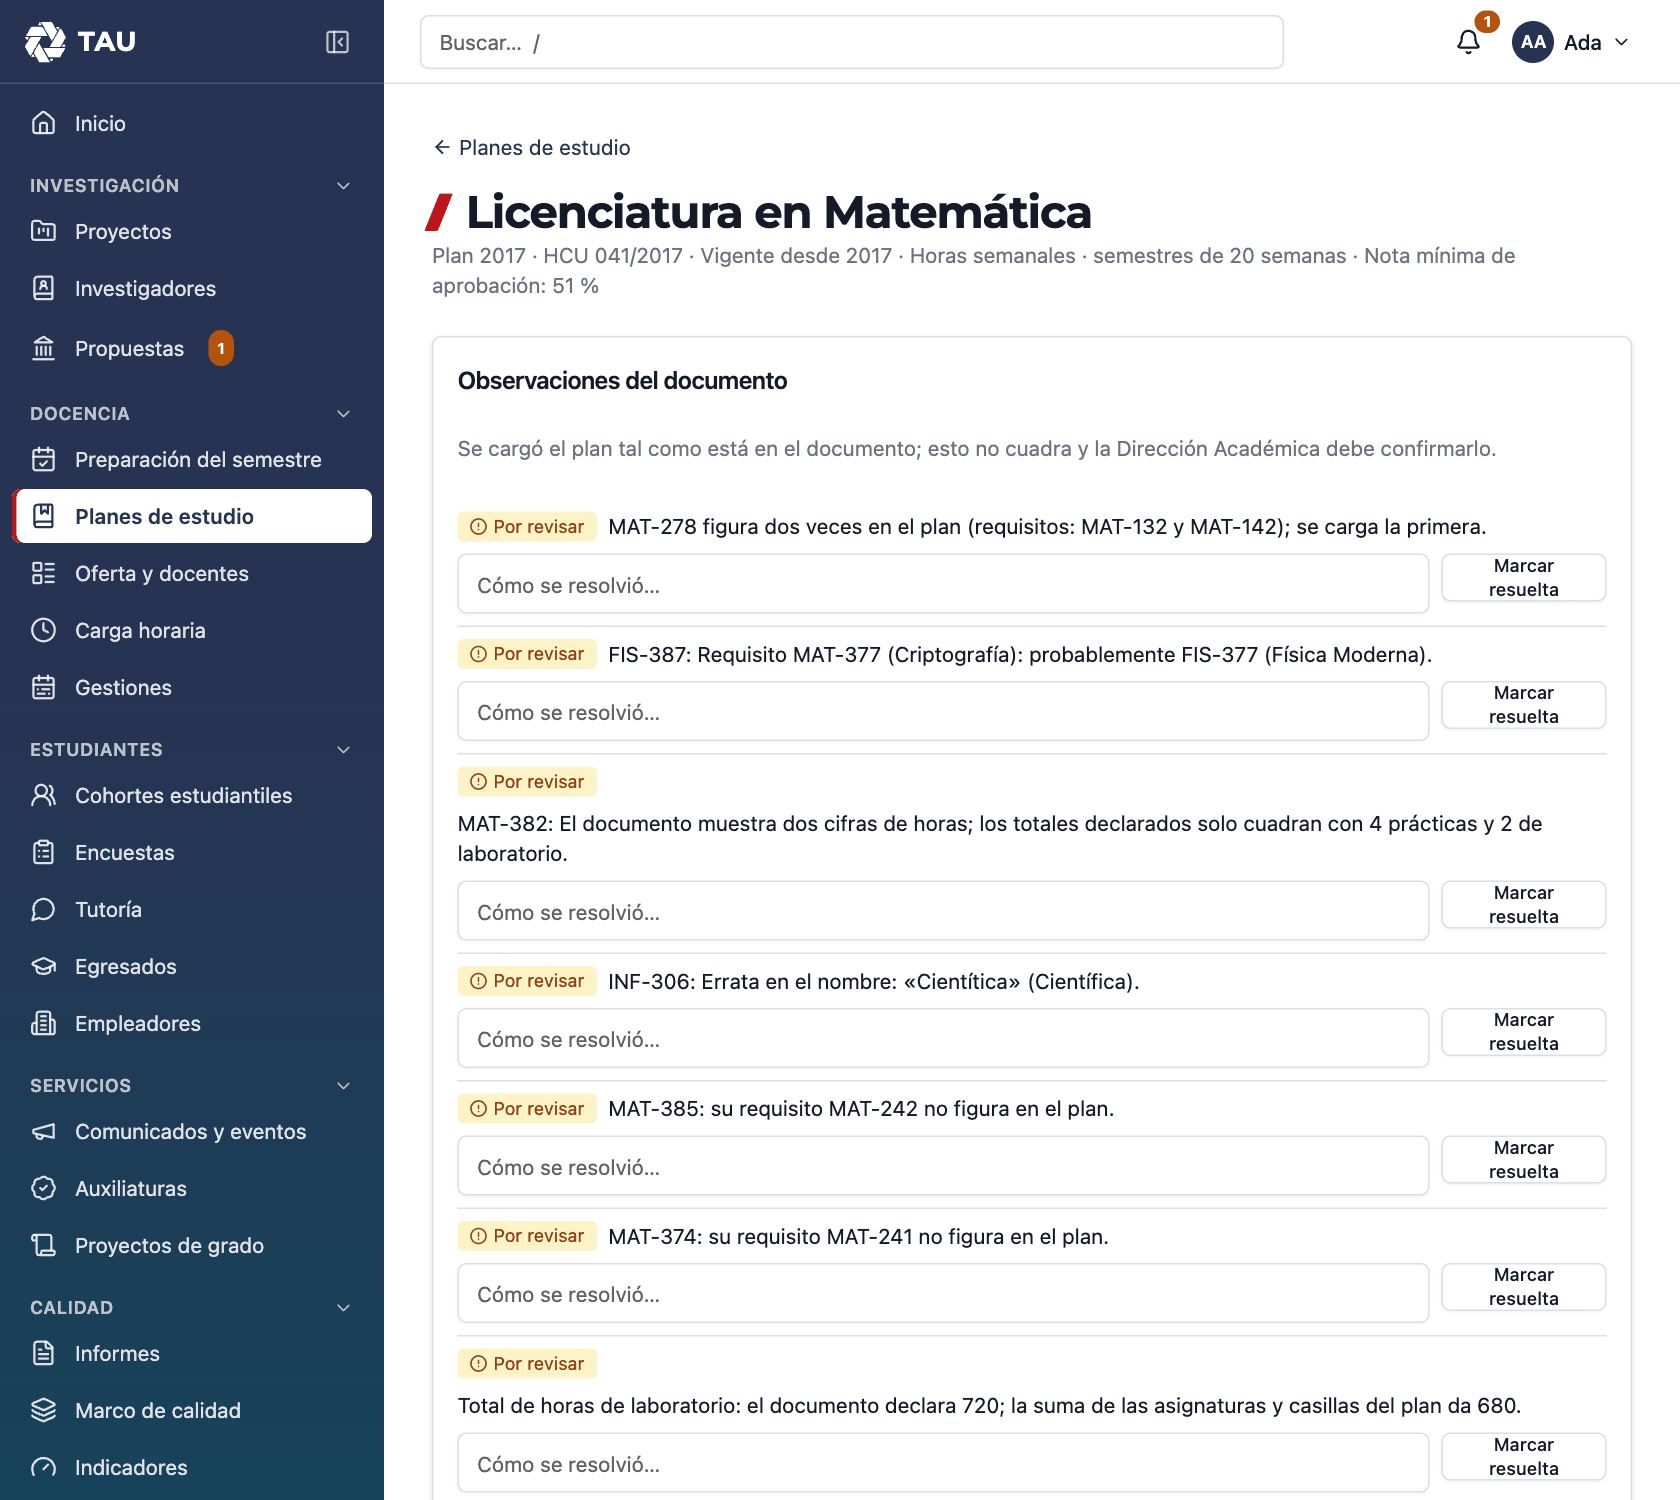 TAU
Buscar... /
1
AA
Ada
Inicio
INVESTIGACIÓN
Proyectos
Investigadores
Propuestas
1
DOCENCIA
Preparación del semestre
Planes de estudio
Oferta y docentes
Carga horaria
Gestiones
ESTUDIANTES
Cohortes estudiantiles
Encuestas
Tutoría
Egresados
Empleadores
SERVICIOS
Comunicados y eventos
Auxiliaturas
Proyectos de grado
CALIDAD
Informes
Marco de calidad
Indicadores
← Planes de estudio
Licenciatura en Matemática
Plan 2017 · HCU 041/2017 · Vigente desde 2017 · Horas semanales · semestres de 20 semanas · Nota mínima de
aprobación: 51 %
Observaciones del documento
Se cargó el plan tal como está en el documento; esto no cuadra y la Dirección Académica debe confirmarlo.
Por revisar MAT-278 figura dos veces en el plan (requisitos: MAT-132 y MAT-142); se carga la primera.
Cómo se resolvió...
Marcar
resuelta
Por revisar FIS-387: Requisito MAT-377 (Criptografía): probablemente FIS-377 (Física Moderna).
Cómo se resolvió...
Marcar
resuelta
Por revisar
MAT-382: El documento muestra dos cifras de horas; los totales declarados solo cuadran con 4 prácticas y 2 de
laboratorio.
Cómo se resolvió...
Marcar
resuelta
Por revisar INF-306: Errata en el nombre: «Cientítica» (Científica).
Cómo se resolvió...
Marcar
resuelta
Por revisar MAT-385: su requisito MAT-242 no figura en el plan.
Cómo se resolvió...
Marcar
resuelta
Por revisar MAT-374: su requisito MAT-241 no figura en el plan.
Cómo se resolvió...
Marcar
resuelta
Por revisar
Total de horas de laboratorio: el documento declara 720; la suma de las asignaturas y casillas del plan da 680.
Cómo se resolvió...
Marcar
resuelta